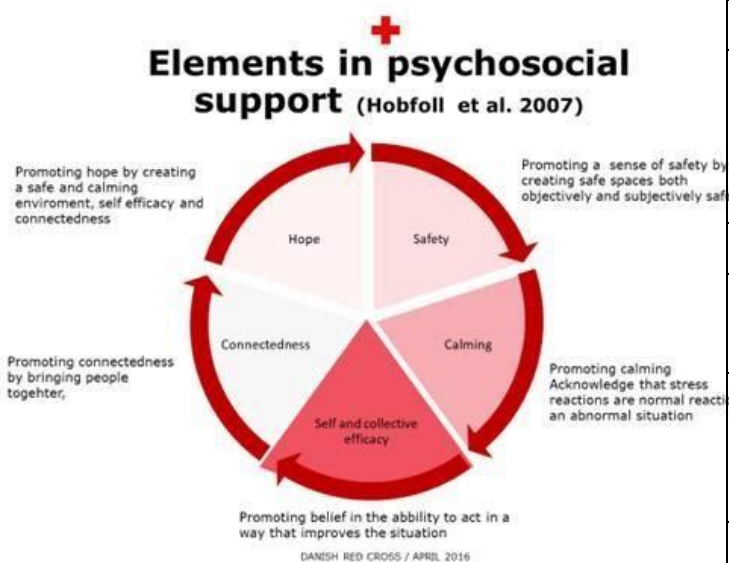 Elements in psychosocial
support (Hobfoll et al. 2007)
Promoting hope by creating
a safe and calming
enviroment, self efficacy and
connectedness
Promoting a sense of safety by
creating safe spaces both
objectively and subjectively saf
Hope
Safety
Connectedness
Calming
Promoting connectedness
by bringing people
togehter,
Promoting calming
Acknowledge that stress
reactions are normal reacti
an abnormal situation
Self and collective
efficacy
Promoting belief in the abbility to act in a
way that improves the situation
DANISH RED CROSS / APRIL 2016